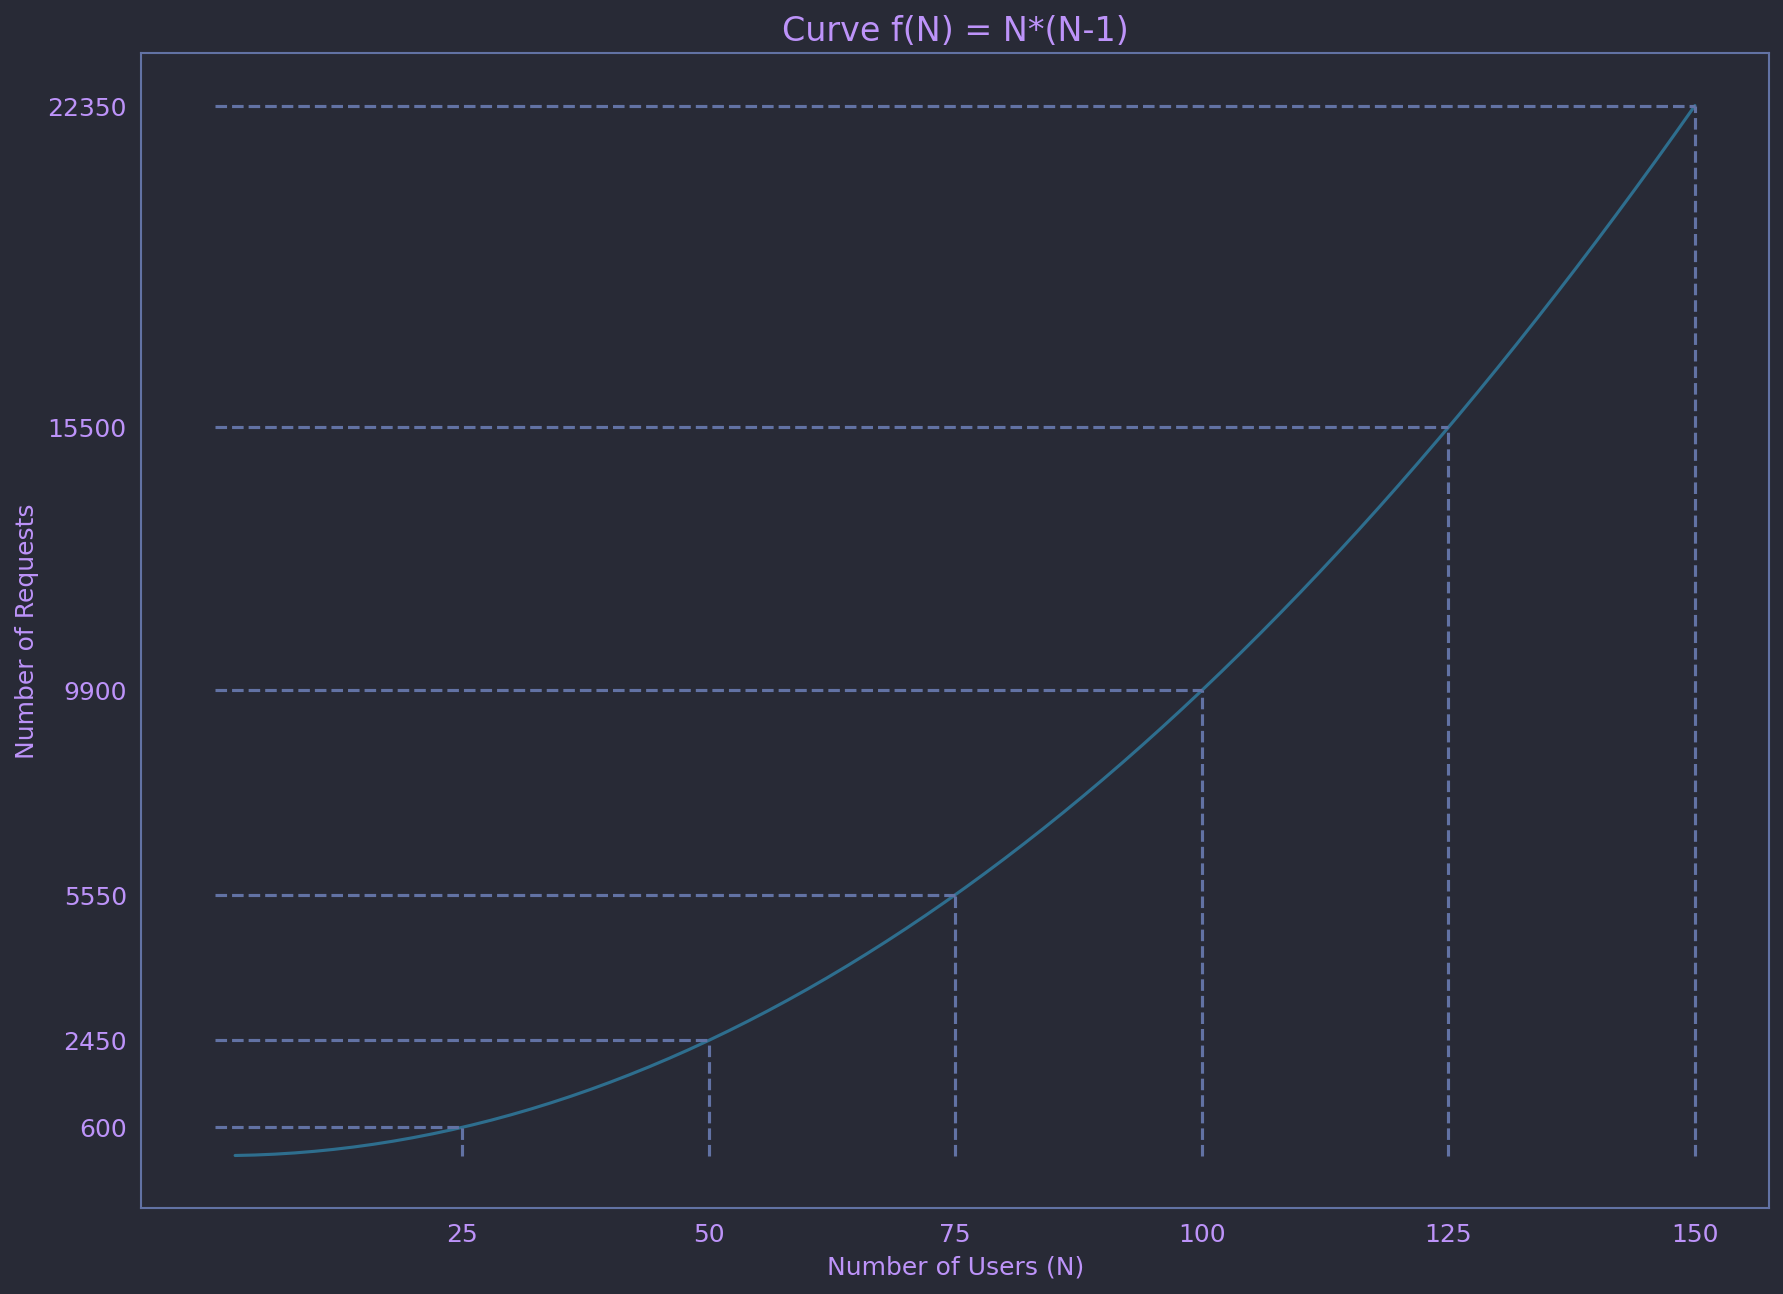 Curve f(N) = N*(N-1)
22350
15500
9900
5550
2450
600
Number of Requests
25 50 75 100 125 150
Number of Users (N)